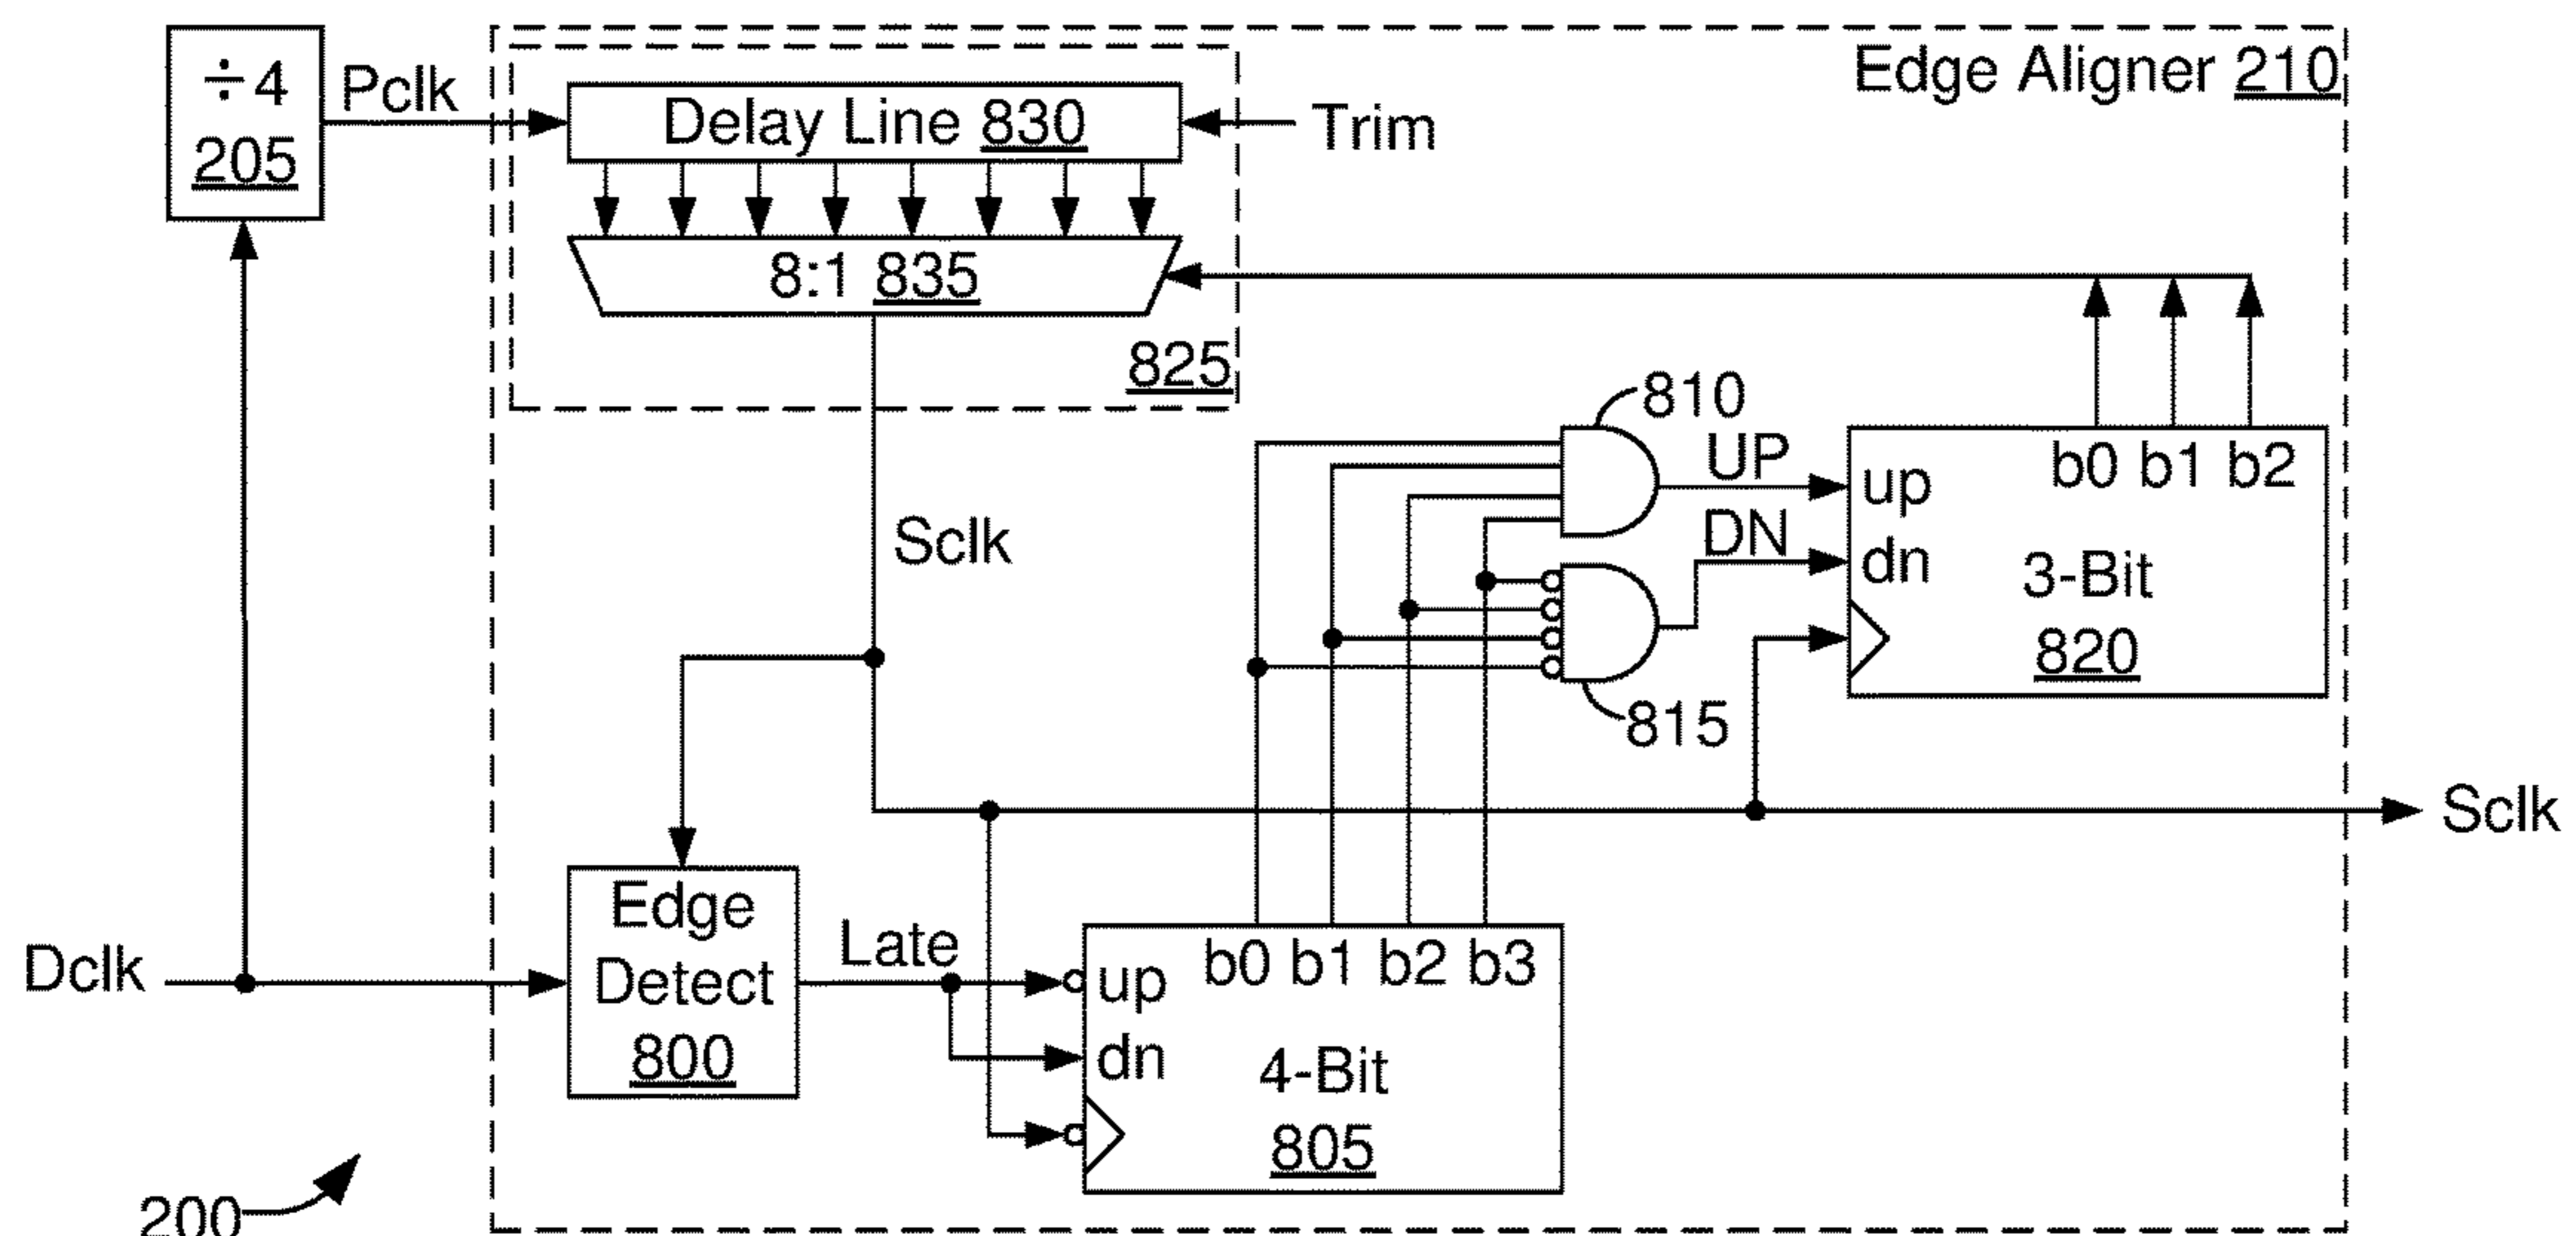 ÷4
205
Pclk
Delay Line 830
Trim
Edge Aligner 210
8:1 835
825
810
UP
DN
815
up
dn
b0 b1 b2
3-Bit
820
Sclk
Sclk
Dclk
Edge
Detect
800
Late
up
dn
b0 b1 b2 b3
4-Bit
805
200